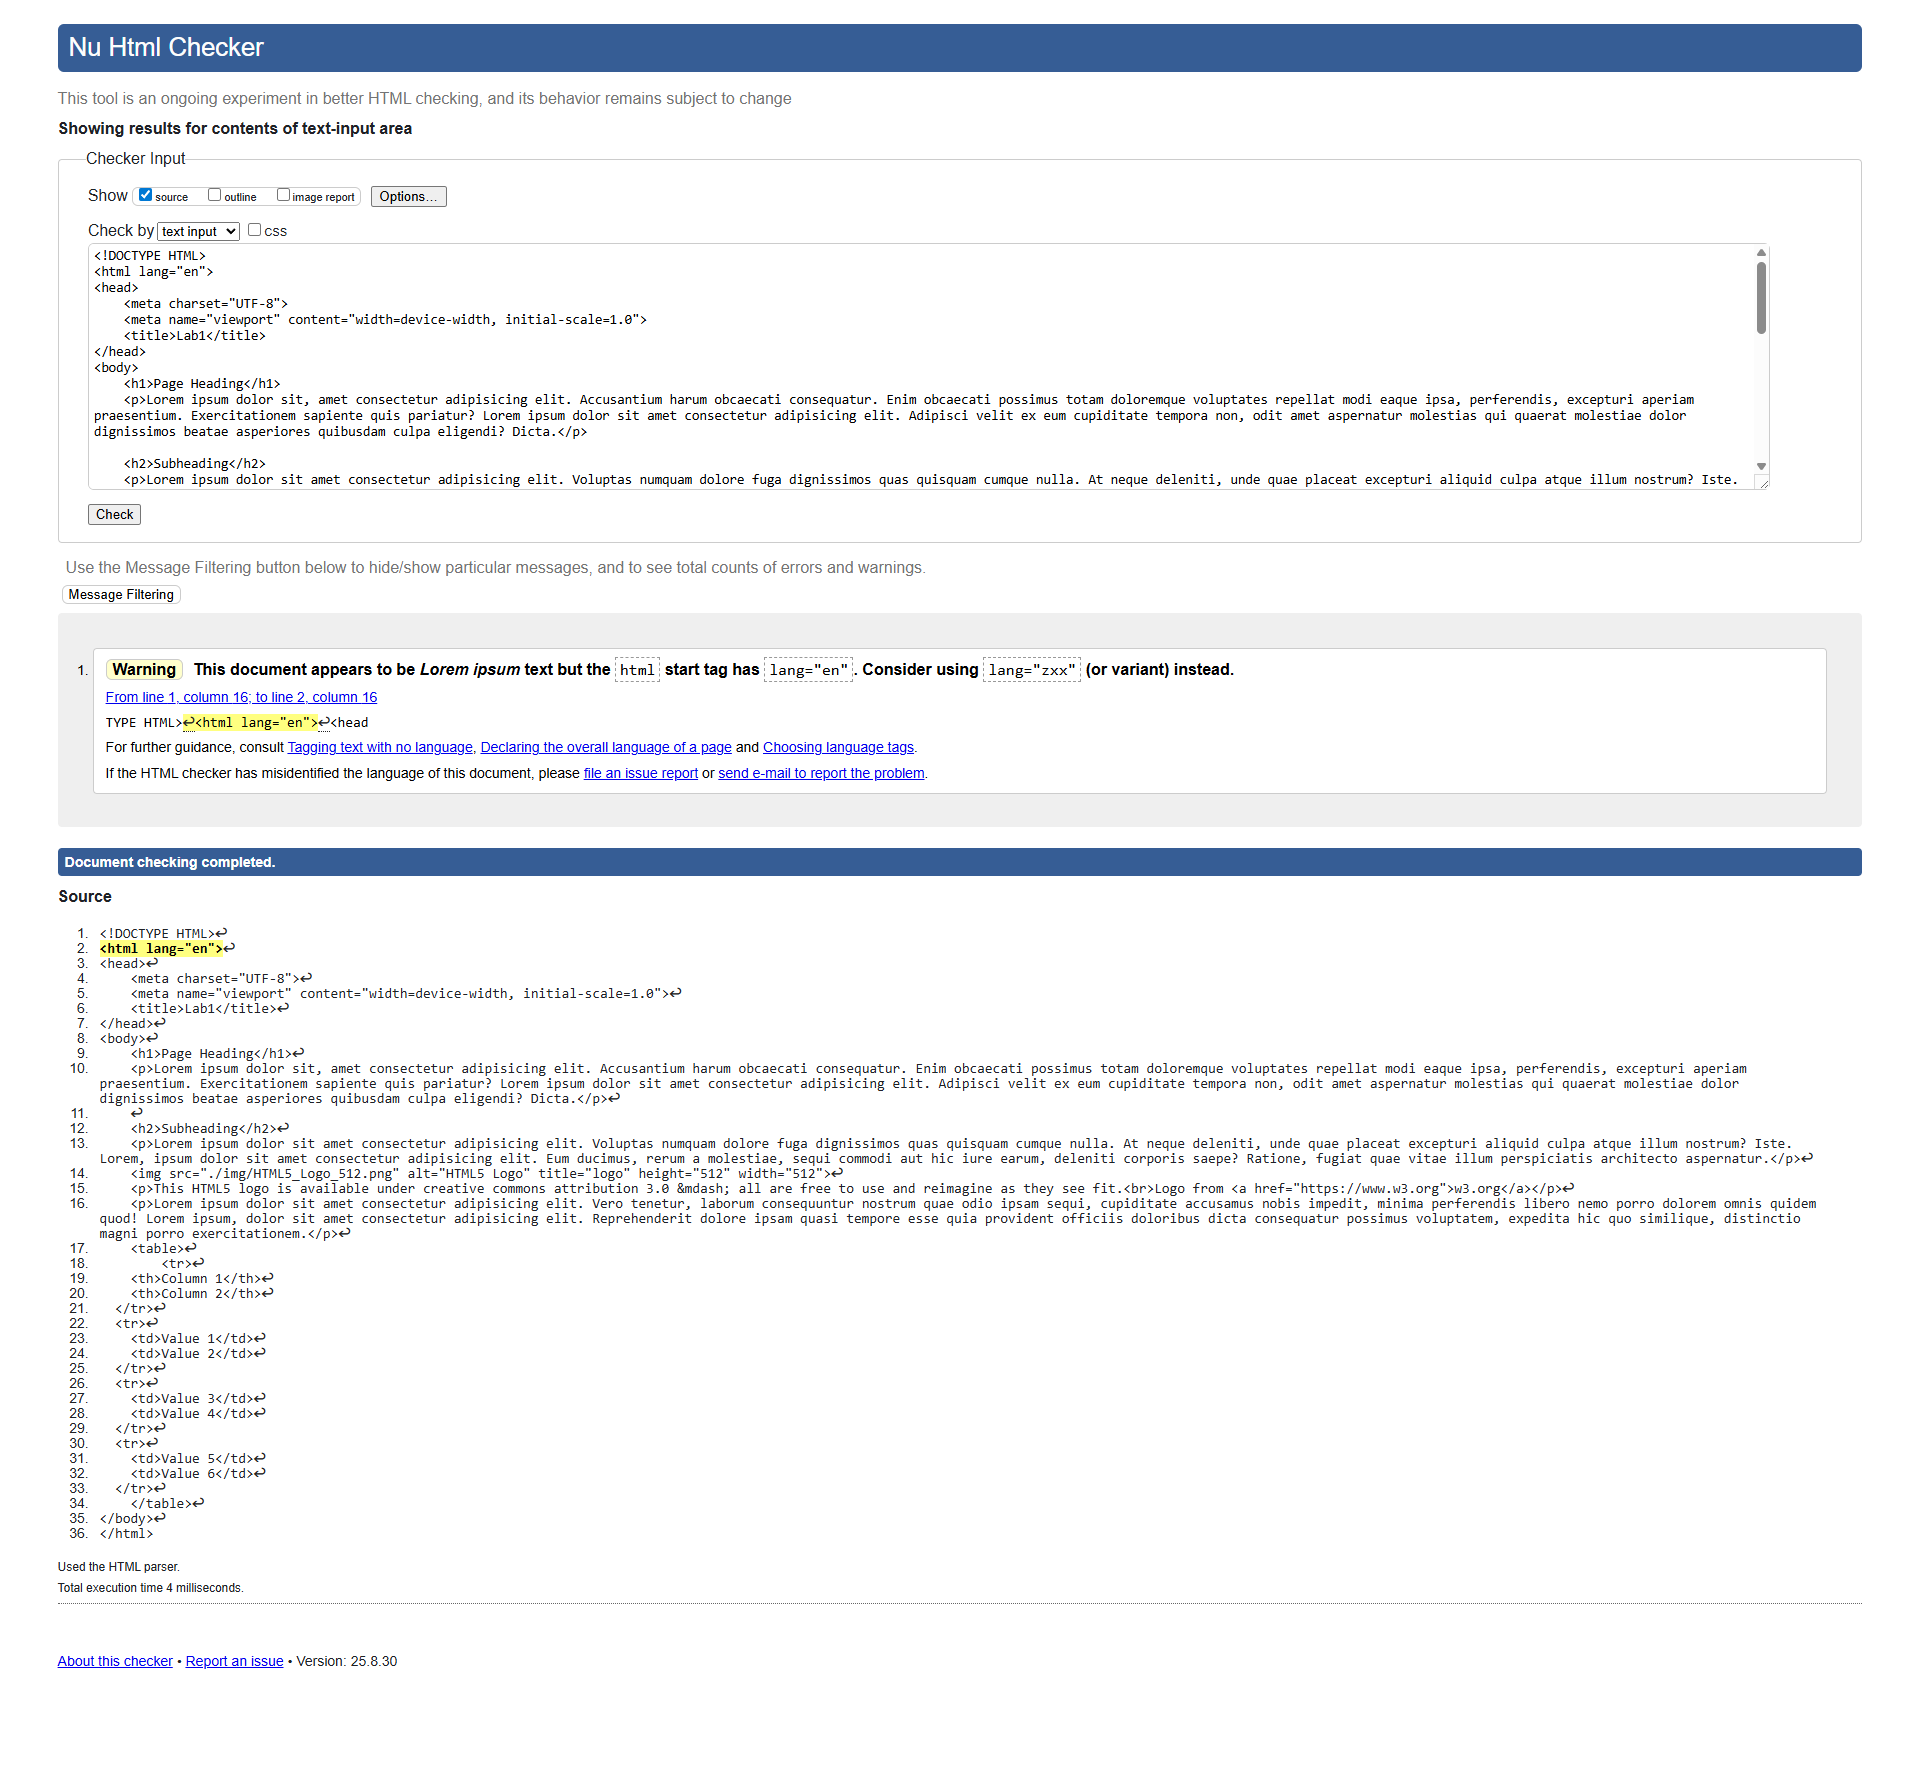 Nu Html Checker
This tool is an ongoing experiment in better HTML checking, and its behavior remains subject to change
Showing results for contents of text-input area
Checker Input
Show source outline image report Options...
Check by text input css
<!DOCTYPE HTML>
<html lang="en">
<head>
    <meta charset="UTF-8">
    <meta name="viewport" content="width=device-width, initial-scale=1.0">
    <title>Lab1</title>
</head>
<body>
    <h1>Page Heading</h1>
    <p>Lorem ipsum dolor sit, amet consectetur adipisicing elit. Accusantium harum obcaecati consequatur. Enim obcaecati possimus totam doloremque voluptates repellat modi eaque ipsa, perferendis, excepturi aperiam
praesentium. Exercitationem sapiente quis pariatur? Lorem ipsum dolor sit amet consectetur adipisicing elit. Adipisci velit ex eum cupiditate tempora non, odit amet aspernatur molestias qui quaerat molestiae dolor
dignissimos beatae asperiores quibusdam culpa eligendi? Dicta.</p>
    <h2>Subheading</h2>
    <p>Lorem ipsum dolor sit amet consectetur adipisicing elit. Voluptas numquam dolore fuga dignissimos quas quisquam cumque nulla. At neque deleniti, unde quae placeat excepturi aliquid culpa atque illum nostrum? Iste.
Check
Use the Message Filtering button below to hide/show particular messages, and to see total counts of errors and warnings.
Message Filtering
1. Warning This document appears to be Lorem ipsum text but the html start tag has lang="en". Consider using lang="zxx" (or variant) instead.
From line 1, column 16; to line 2, column 16
TYPE HTML>↩<html lang="en">↩<head
For further guidance, consult Tagging text with no language, Declaring the overall language of a page and Choosing language tags.
If the HTML checker has misidentified the language of this document, please file an issue report or send e-mail to report the problem.
Document checking completed.
Source
1. <!DOCTYPE HTML>↩
2. <html lang="en">↩
3. <head>↩
4.     <meta charset="UTF-8">↩
5.     <meta name="viewport" content="width=device-width, initial-scale=1.0">↩
6.     <title>Lab1</title>↩
7. </head>↩
8. <body>↩
9.     <h1>Page Heading</h1>↩
10.     <p>Lorem ipsum dolor sit, amet consectetur adipisicing elit. Accusantium harum obcaecati consequatur. Enim obcaecati possimus totam doloremque voluptates repellat modi eaque ipsa, perferendis, excepturi aperiam
praesentium. Exercitationem sapiente quis pariatur? Lorem ipsum dolor sit amet consectetur adipisicing elit. Adipisci velit ex eum cupiditate tempora non, odit amet aspernatur molestias qui quaerat molestiae dolor
dignissimos beatae asperiores quibusdam culpa eligendi? Dicta.</p>↩
11.     ↩
12.     <h2>Subheading</h2>↩
13.     <p>Lorem ipsum dolor sit amet consectetur adipisicing elit. Voluptas numquam dolore fuga dignissimos quas quisquam cumque nulla. At neque deleniti, unde quae placeat excepturi aliquid culpa atque illum nostrum? Iste.
Lorem, ipsum dolor sit amet consectetur adipisicing elit. Eum ducimus, rerum a molestiae, sequi commodi aut hic iure earum, deleniti corporis saepe? Ratione, fugiat quae vitae illum perspiciatis architecto aspernatur.</p>↩
14.     <img src="./img/HTML5_Logo_512.png" alt="HTML5 Logo" title="logo" height="512" width="512">↩
15.     <p>This HTML5 logo is available under creative commons attribution 3.0 &mdash; all are free to use and reimagine as they see fit.<br>Logo from <a href="https://www.w3.org">w3.org</a></p>↩
16.     <p>Lorem ipsum dolor sit amet consectetur adipisicing elit. Vero tenetur, laborum consequuntur nostrum quae odio ipsam sequi, cupiditate accusamus nobis impedit, minima perferendis libero nemo porro dolorem omnis quidem
quod! Lorem ipsum, dolor sit amet consectetur adipisicing elit. Reprehenderit dolore ipsam quasi tempore esse quia provident officiis doloribus dicta consequatur possimus voluptatem, expedita hic quo similique, distinctio
magni porro exercitationem.</p>↩
17.     <table>↩
18.         <tr>↩
19.     <th>Column 1</th>↩
20.     <th>Column 2</th>↩
21.   </tr>↩
22.   <tr>↩
23.     <td>Value 1</td>↩
24.     <td>Value 2</td>↩
25.   </tr>↩
26.   <tr>↩
27.     <td>Value 3</td>↩
28.     <td>Value 4</td>↩
29.   </tr>↩
30.   <tr>↩
31.     <td>Value 5</td>↩
32.     <td>Value 6</td>↩
33.   </tr>↩
34.     </table>↩
35. </body>↩
36. </html>
Used the HTML parser.
Total execution time 4 milliseconds.
About this checker • Report an issue • Version: 25.8.30